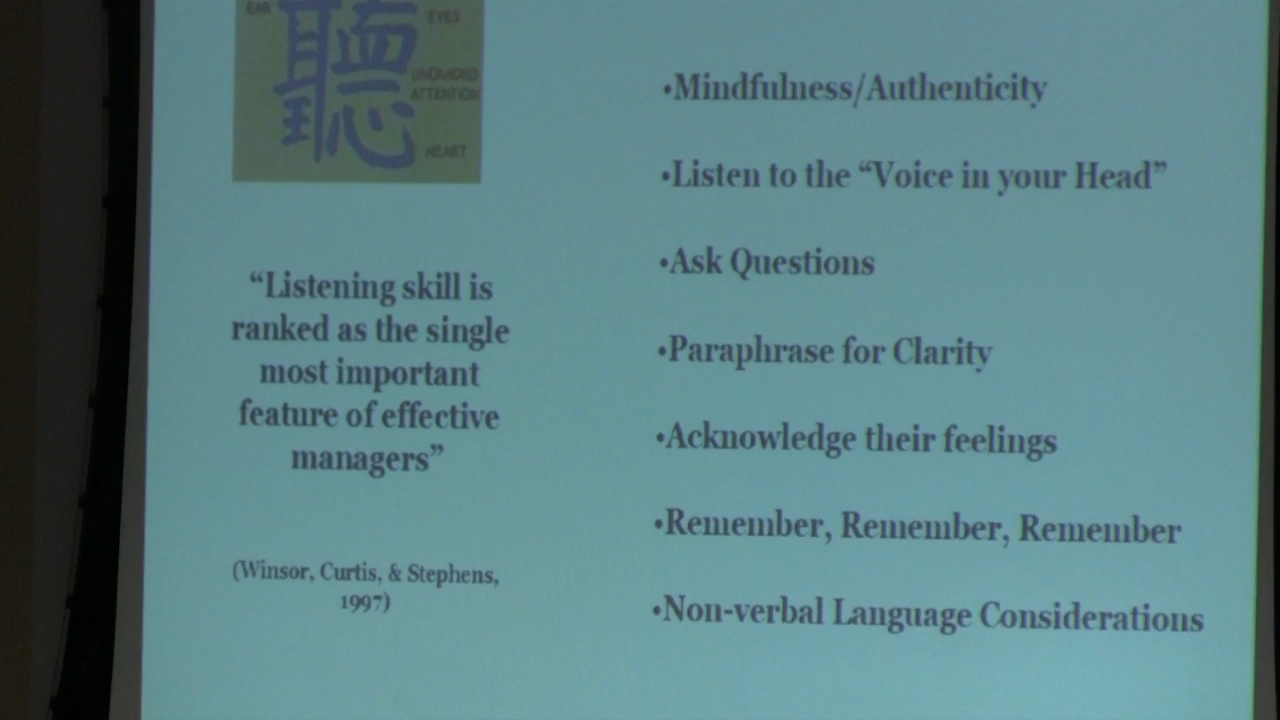 EAR
聽
EYES
UNDIVIDED
ATTENTION
HEART
“Listening skill is
ranked as the single
most important
feature of effective
managers”
(Winsor, Curtis, & Stephens,
1997)
•Mindfulness/Authenticity
•Listen to the “Voice in your Head”
•Ask Questions
•Paraphrase for Clarity
•Acknowledge their feelings
•Remember, Remember, Remember
•Non-verbal Language Considerations